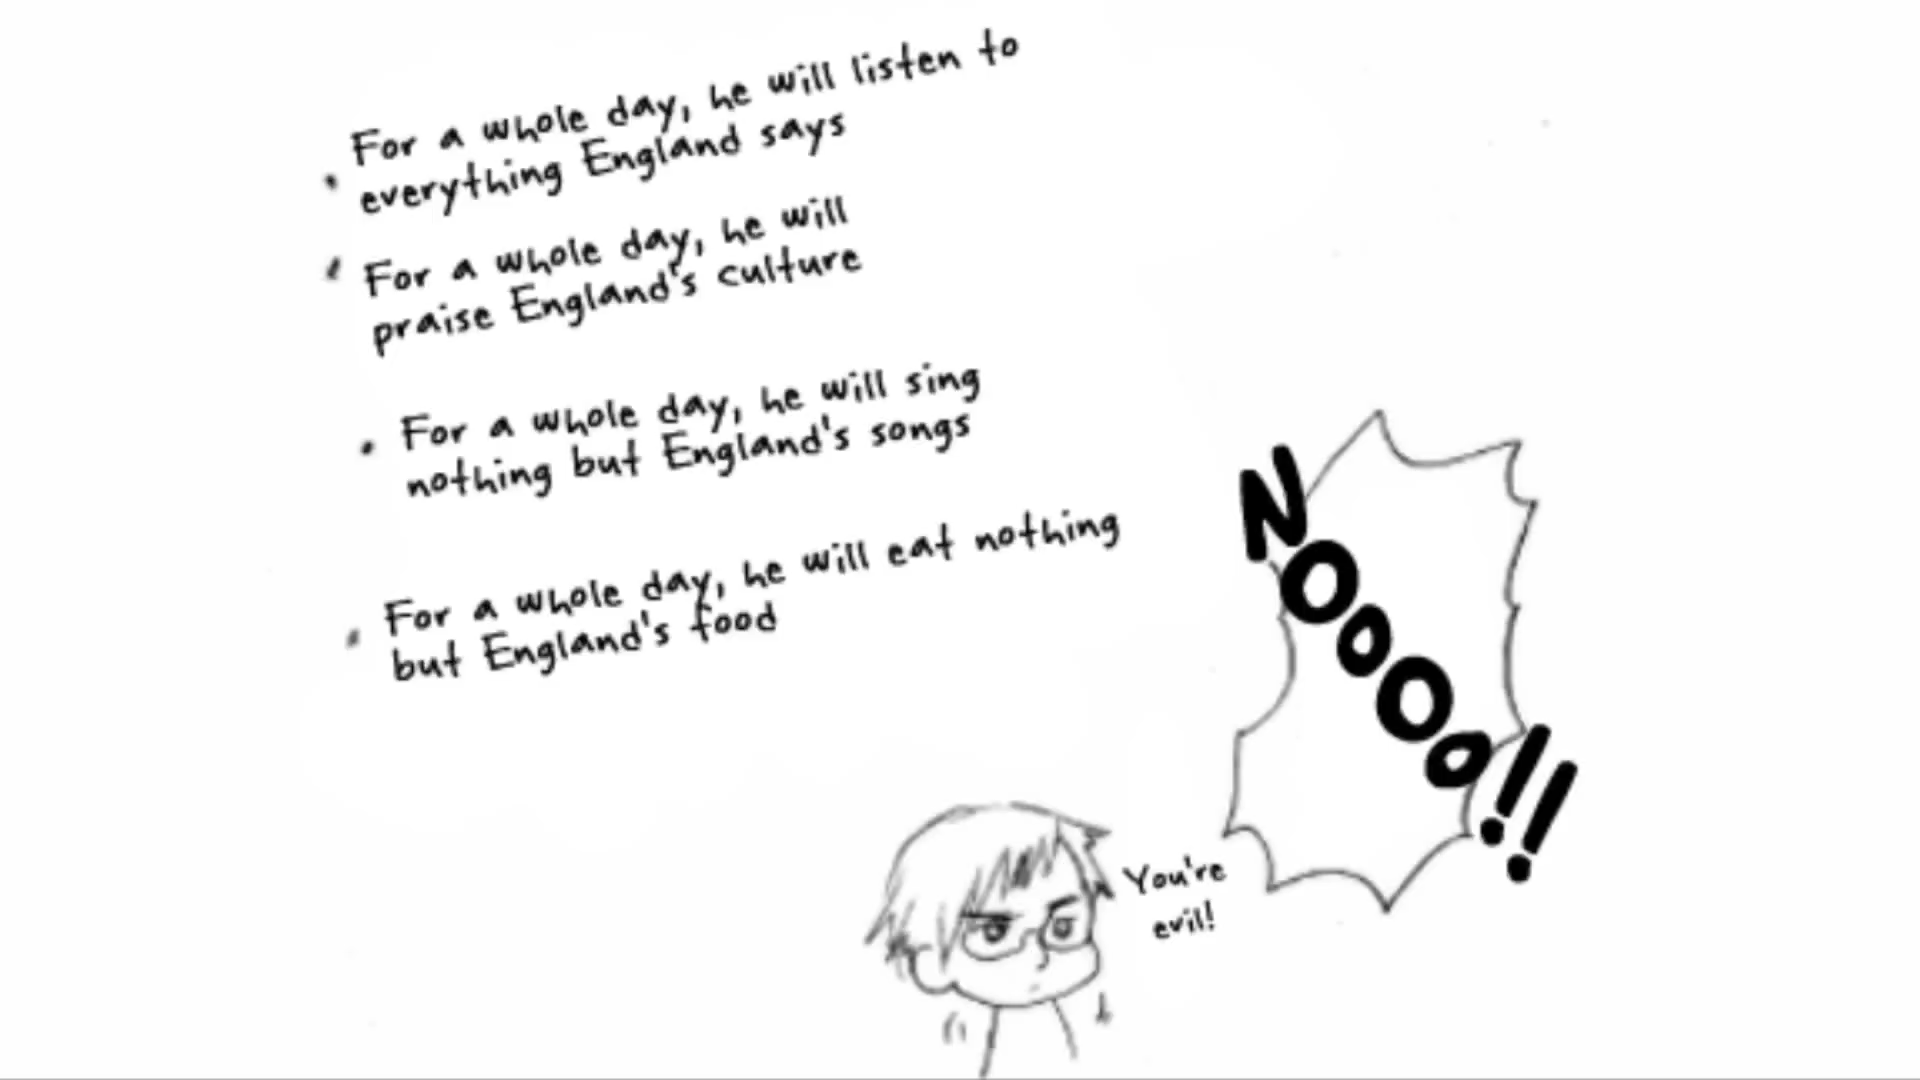 For a whole day, he will listen to
everything England says
For a whole day, he will
praise England's culture
For a whole day, he will sing
nothing but England's songs
For a whole day, he will eat nothing
but England's food
NOoOo!!
You're
evil!